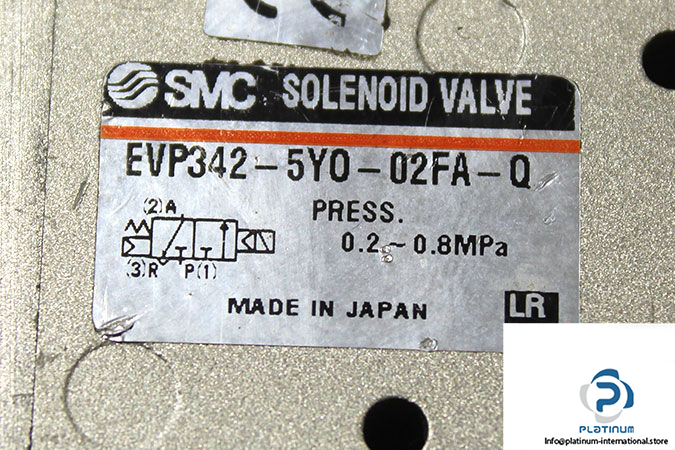 SMC SOLENOID VALVE
EVP342-5YO-02FA-Q
(2)A
PRESS.
0.2~0.8MPa
(3)R P(1)
MADE IN JAPAN
LR
PLATINUM
Info@platinum-international.store